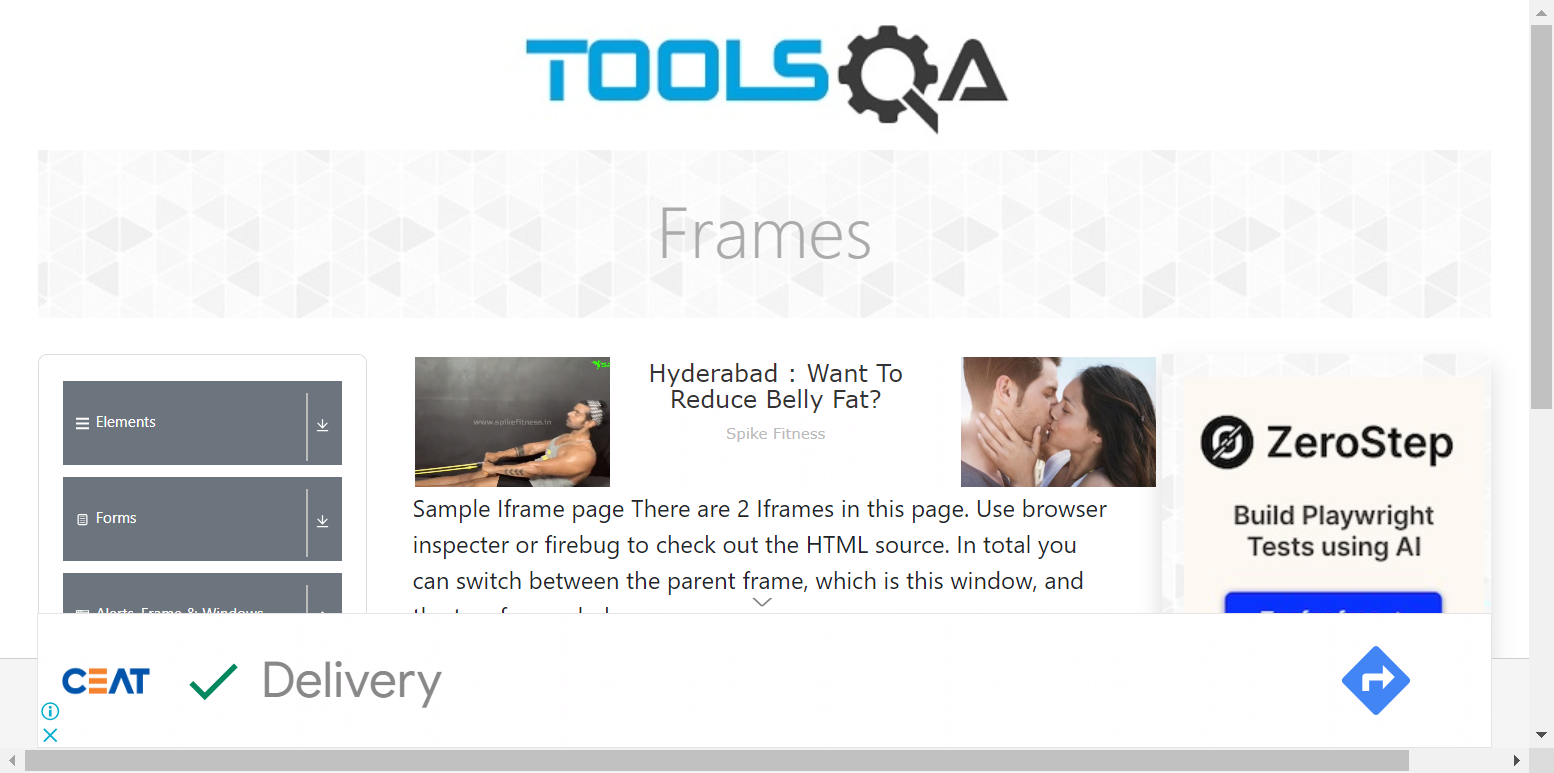 TOOLSQA
Frames
Elements
Forms
Alerts, Frame & Windows
www.spikefitness.in
Hyderabad : Want To
Reduce Belly Fat?
Spike Fitness
Sample Iframe page There are 2 Iframes in this page. Use browser
inspecter or firebug to check out the HTML source. In total you
can switch between the parent frame, which is this window, and
ZeroStep
Build Playwright
Tests using AI
CEAT
Delivery